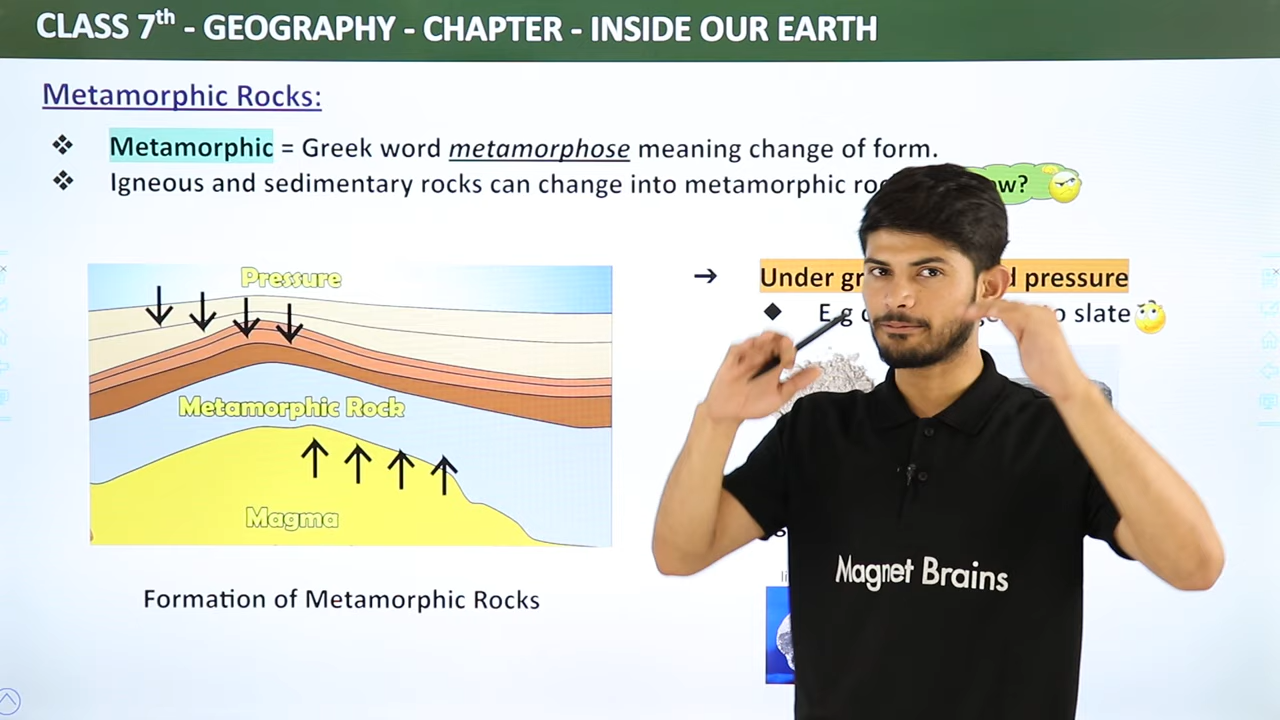 CLASS 7th - GEOGRAPHY - CHAPTER - INSIDE OUR EARTH
Metamorphic Rocks:
❖ Metamorphic = Greek word metamorphose meaning change of form.
❖ Igneous and sedimentary rocks can change into metamorphic
Pressure
Metamorphic Rock
Magma
Formation of Metamorphic Rocks
→ Under pressure
◆ E.g slate
Magnet Brains